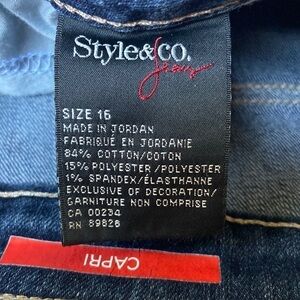 Style&co.
Jeans
SIZE 16
MADE IN JORDAN
FABRIQUÉ EN JORDANIE
84% COTTON/COTON
15% POLYESTER/POLYESTER
1% SPANDEX/ÉLASTHANNE
EXCLUSIVE OF DECORATION/
GARNITURE NON COMPRISE
CA 00234
RN 89826
CAPRI